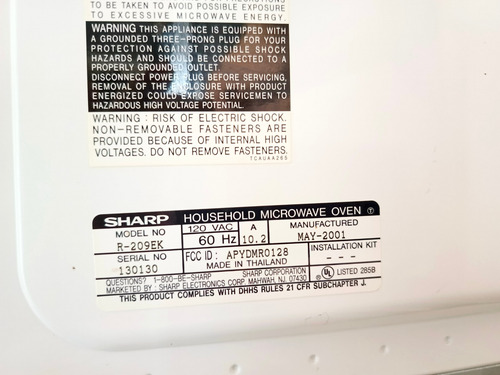 PRECAUTIONS
TO BE TAKEN TO AVOID POSSIBLE EXPOSURE
TO EXCESSIVE MICROWAVE ENERGY.
WARNING THIS APPLIANCE IS EQUIPPED WITH
A GROUNDED THREE-PRONG PLUG FOR YOUR
PROTECTION AGAINST POSSIBLE SHOCK
HAZARDS AND SHOULD BE CONNECTED TO A
PROPERLY GROUNDED OUTLET.
DISCONNECT POWER PLUG BEFORE SERVICING,
REMOVAL OF THE ENCLOSURE WITH PRODUCT
ENERGIZED COULD EXPOSE SERVICEMEN TO
HAZARDOUS HIGH VOLTAGE POTENTIAL.
WARNING : RISK OF ELECTRIC SHOCK.
NON-REMOVABLE FASTENERS ARE
PROVIDED BECAUSE OF INTERNAL HIGH
VOLTAGES. DO NOT REMOVE FASTENERS.
TCAUAA265
SHARP HOUSEHOLD MICROWAVE OVEN T
MODEL NO 120 VAC A MANUFACTURED
R-209EK 60 Hz 10.2 MAY-2001
SERIAL NO FCC ID: APYDMR0128 INSTALLATION KIT
130130 MADE IN THAILAND ---
QUESTIONS? 1-800-BE-SHARP SHARP CORPORATION UL LISTED 285B
MARKETED BY : SHARP ELECTRONICS CORP. MAHWAH, NJ. 07430
THIS PRODUCT COMPLIES WITH DHHS RULES 21 CFR SUBCHAPTER J.